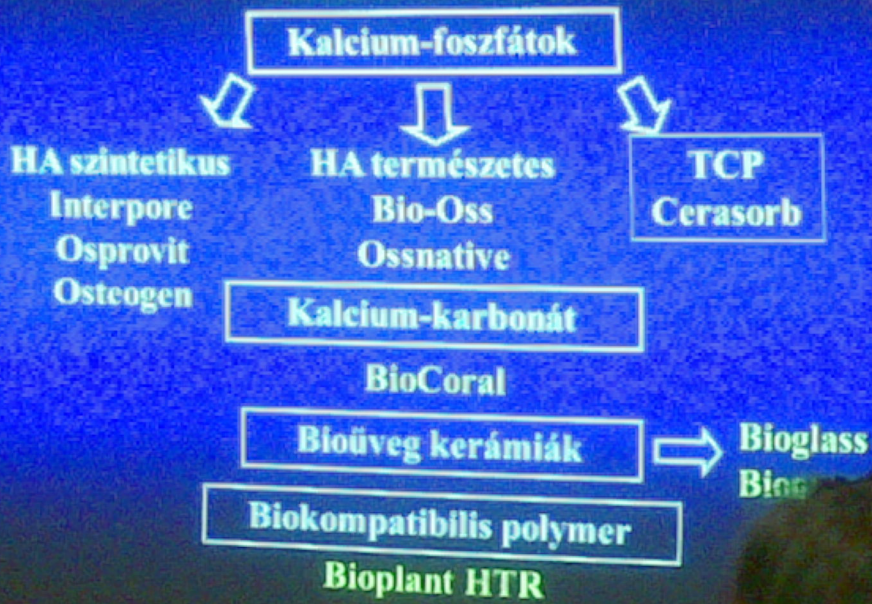 Kalcium-foszfátok
HA szintetikus
Interpore
Osprovit
Osteogen
HA természetes
Bio-Oss
Ossnative
TCP
Cerasorb
Kalcium-karbonát
BioCoral
Bioüveg kerámiák
Bioglass
Biokompatibilis polymer
Bioplant HTR